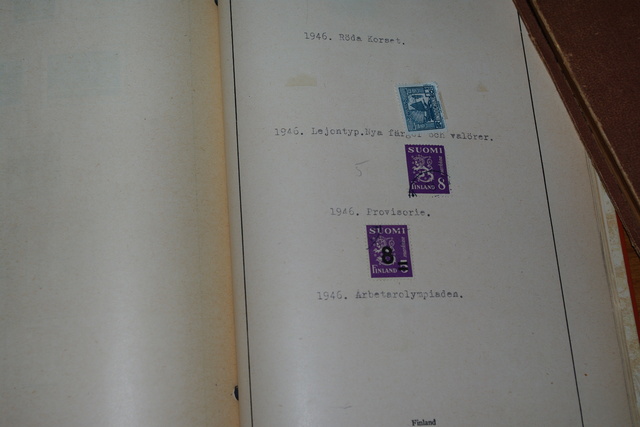 1946. Röda Korset.
1946. Lejontyp.Nya färger och valörer.
SUOMI
FINLAND 8
5
1946. Provisorie.
SUOMI
8
FINLAND 5
1946. Arbetarolympiaden.
Finland